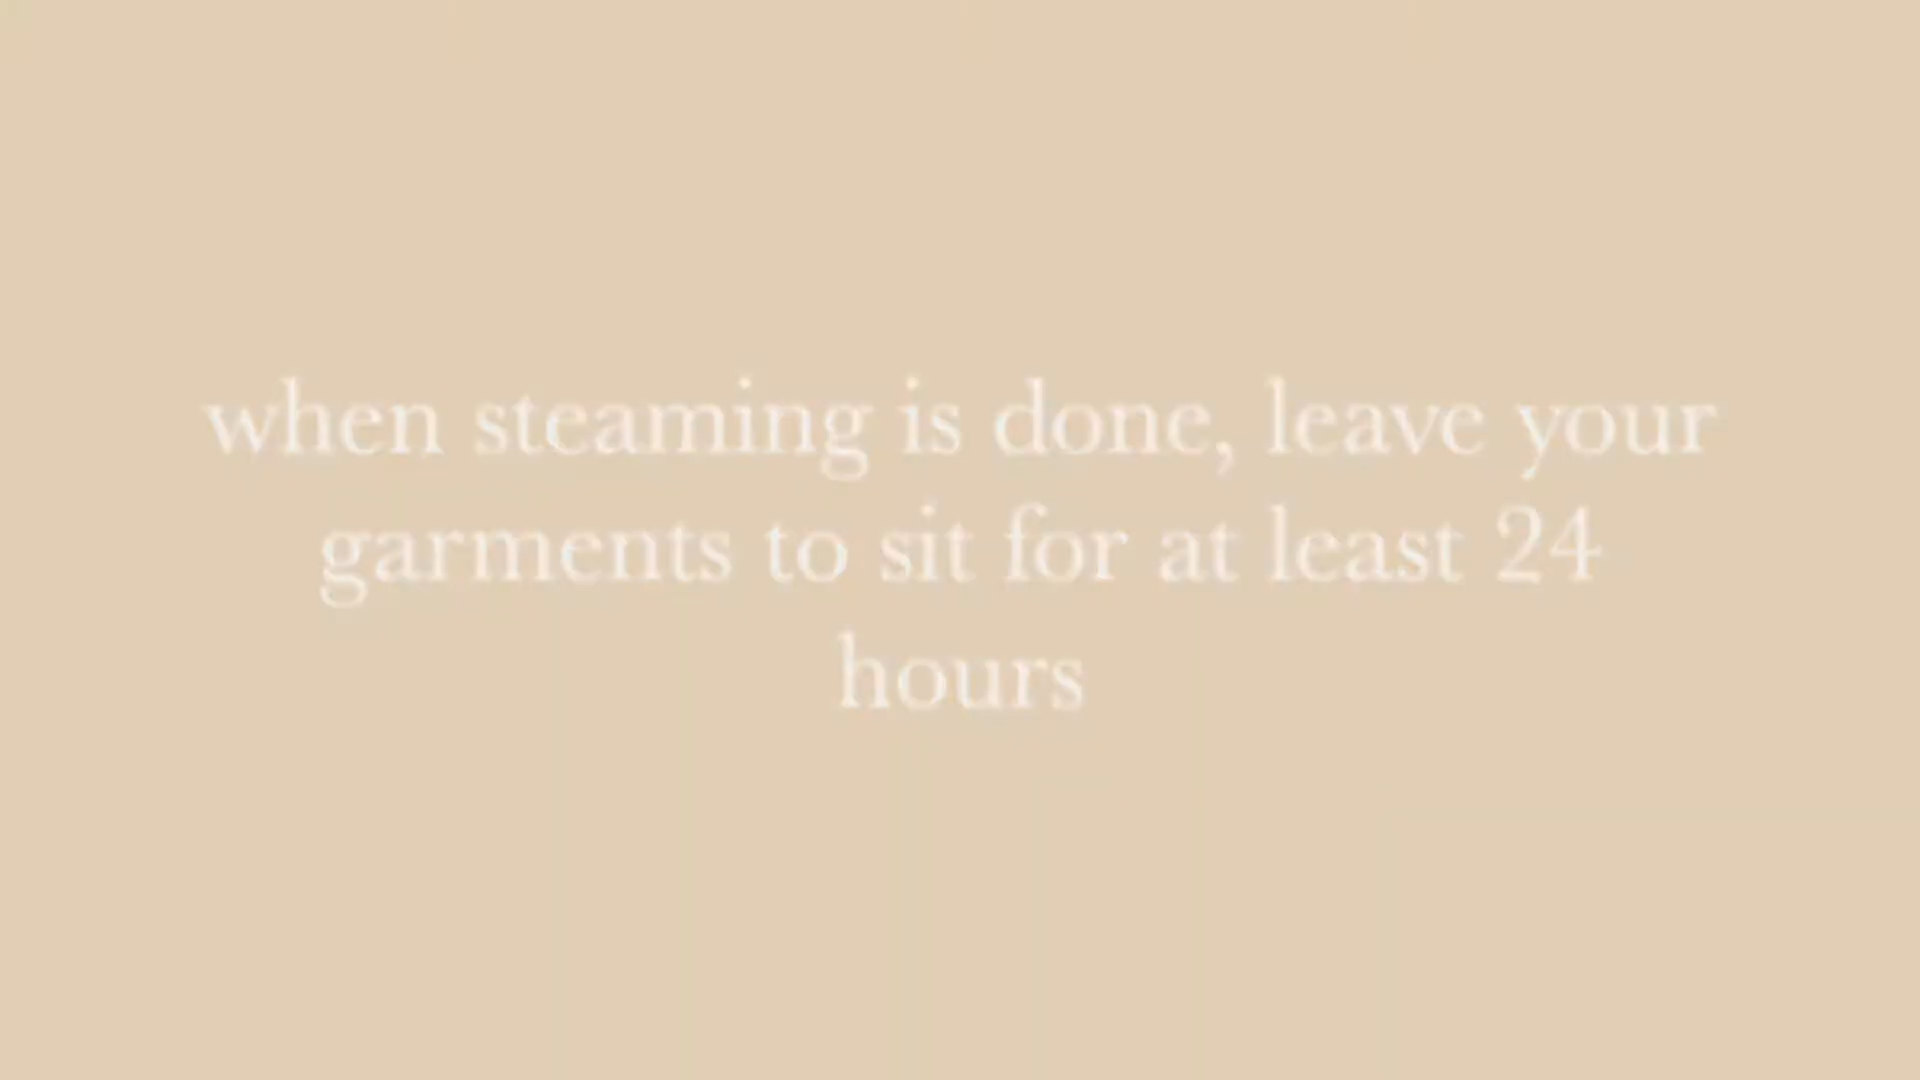 when steaming is done, leave your
garments to sit for at least 24
hours